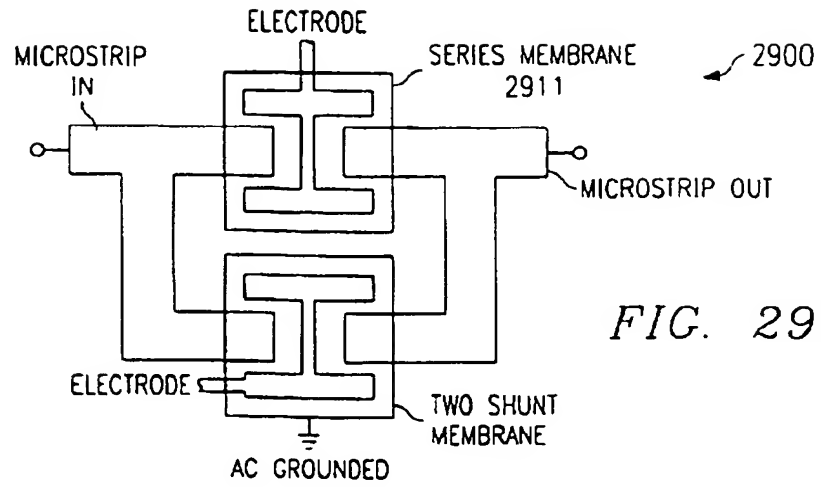 ELECTRODE
MICROSTRIP
IN
SERIES MEMBRANE
2911
2900
MICROSTRIP OUT
FIG. 29
ELECTRODE
TWO SHUNT
MEMBRANE
AC GROUNDED